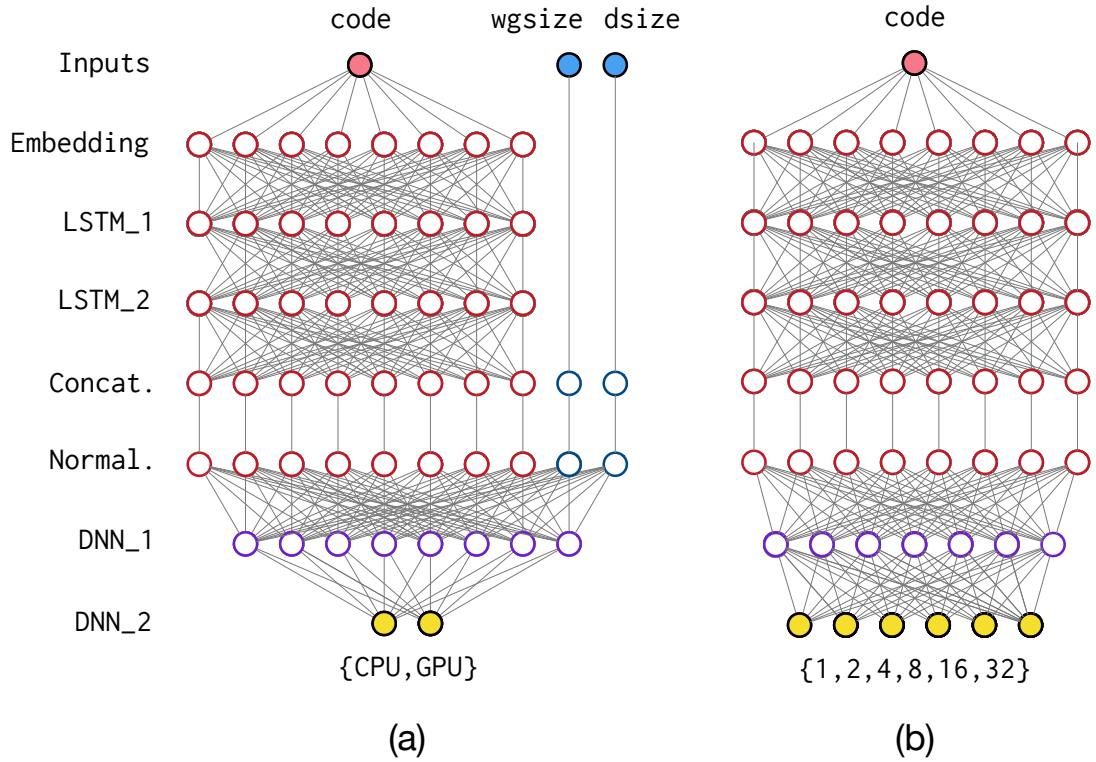 code wgsize dsize code
Inputs
Embedding
LSTM_1
LSTM_2
Concat.
Normal.
DNN_1
DNN_2
{CPU,GPU} {1,2,4,8,16,32}
(a) (b)